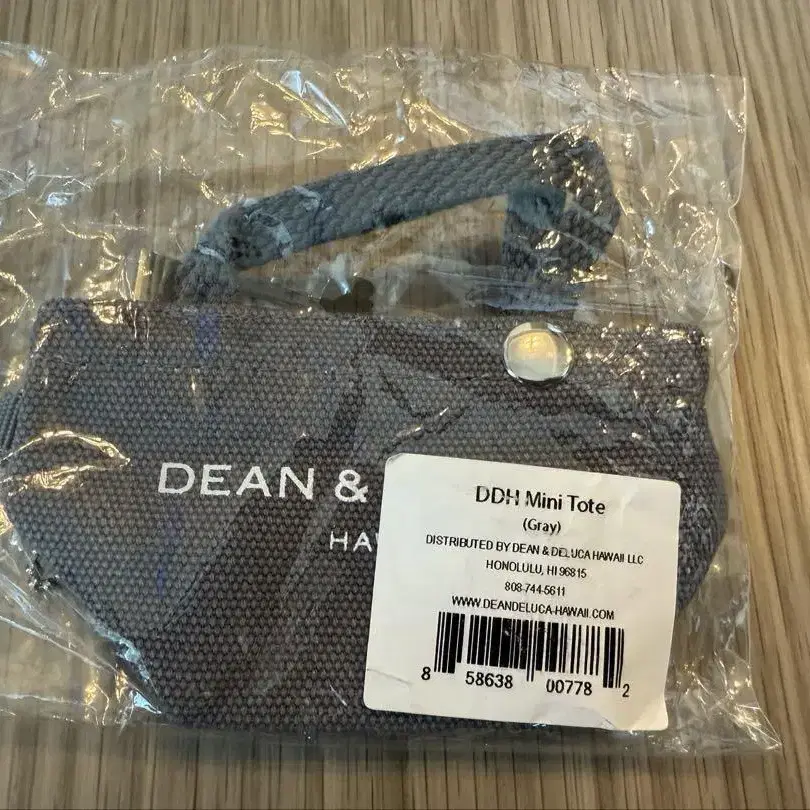 DEAN &
HA
DDH Mini Tote
(Gray)
DISTRIBUTED BY DEAN & DELUCA HAWAII LLC
HONOLULU, HI 96815
808-744-5611
WWW.DEANDELUCA-HAWAII.COM
8 58638 00778 2